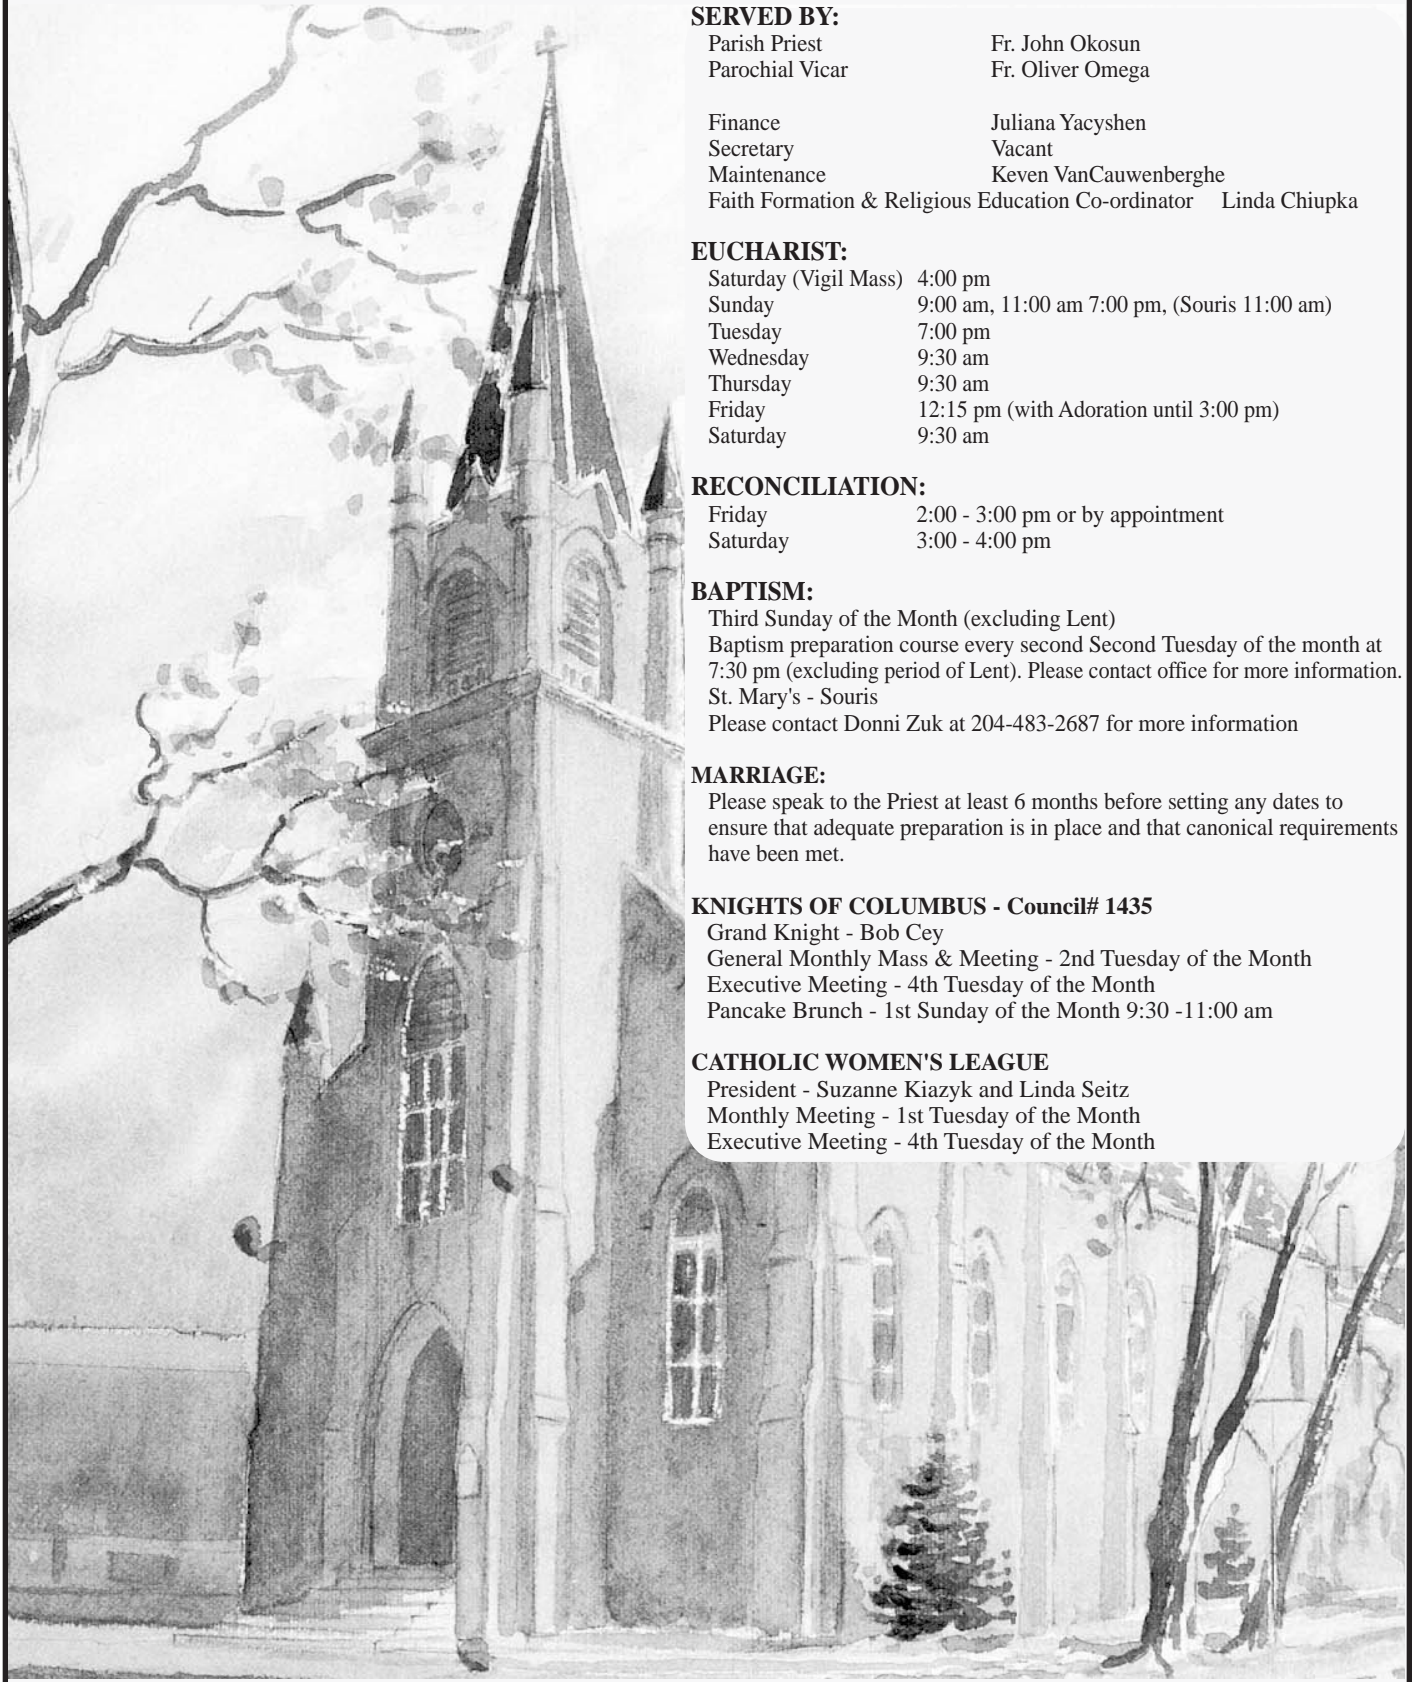 SERVED BY:
Parish Priest Fr. John Okosun
Parochial Vicar Fr. Oliver Omega
Finance Juliana Yacyshen
Secretary Vacant
Maintenance Keven VanCauwenberghe
Faith Formation & Religious Education Co-ordinator Linda Chiupka
EUCHARIST:
Saturday (Vigil Mass) 4:00 pm
Sunday 9:00 am, 11:00 am 7:00 pm, (Souris 11:00 am)
Tuesday 7:00 pm
Wednesday 9:30 am
Thursday 9:30 am
Friday 12:15 pm (with Adoration until 3:00 pm)
Saturday 9:30 am
RECONCILIATION:
Friday 2:00 - 3:00 pm or by appointment
Saturday 3:00 - 4:00 pm
BAPTISM:
Third Sunday of the Month (excluding Lent)
Baptism preparation course every second Second Tuesday of the month at
7:30 pm (excluding period of Lent). Please contact office for more information.
St. Mary's - Souris
Please contact Donni Zuk at 204-483-2687 for more information
MARRIAGE:
Please speak to the Priest at least 6 months before setting any dates to
ensure that adequate preparation is in place and that canonical requirements
have been met.
KNIGHTS OF COLUMBUS - Council# 1435
Grand Knight - Bob Cey
General Monthly Mass & Meeting - 2nd Tuesday of the Month
Executive Meeting - 4th Tuesday of the Month
Pancake Brunch - 1st Sunday of the Month 9:30 -11:00 am
CATHOLIC WOMEN'S LEAGUE
President - Suzanne Kiazyk and Linda Seitz
Monthly Meeting - 1st Tuesday of the Month
Executive Meeting - 4th Tuesday of the Month